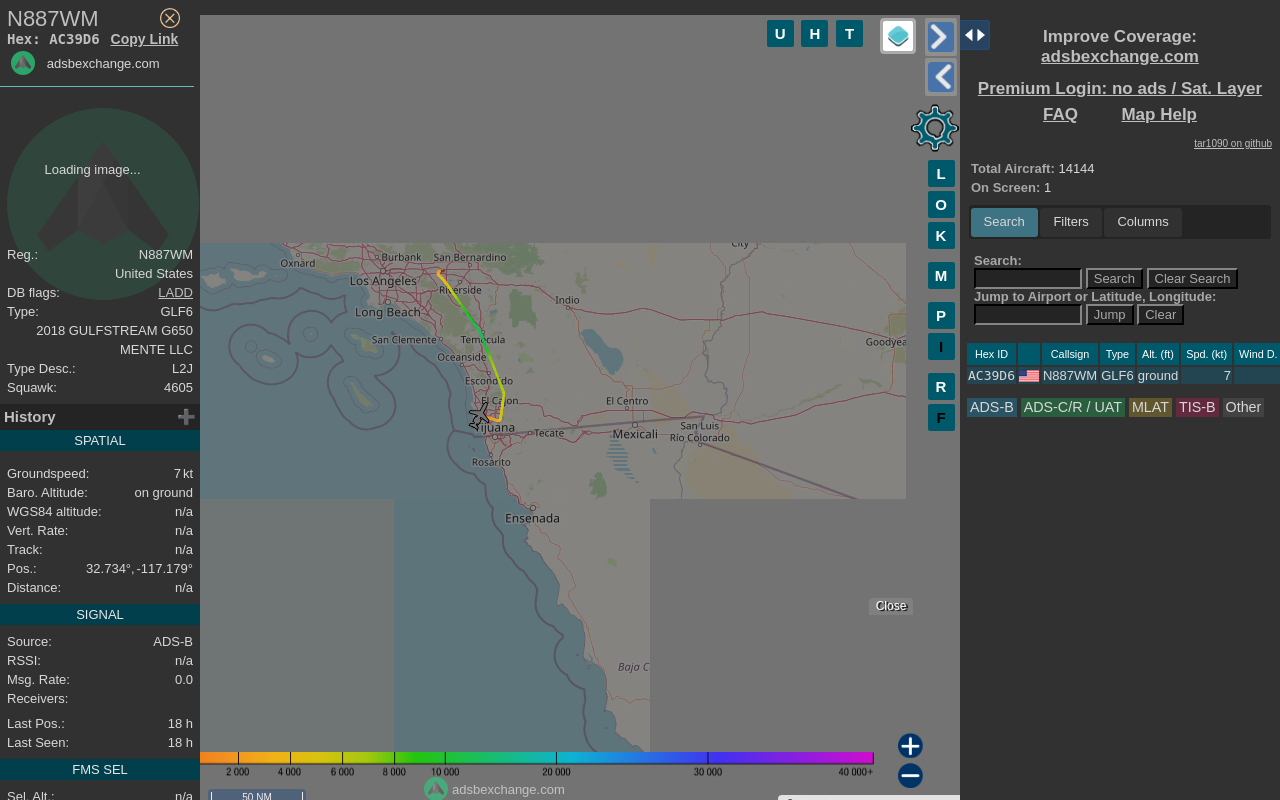 N887WM
Hex: AC39D6 Copy Link
adsbexchange.com
Loading image...
Reg.: N887WM
United States
DB flags: LADD
Type: GLF6
2018 GULFSTREAM G650
MENTE LLC
Type Desc.: L2J
Squawk: 4605
History
SPATIAL
Groundspeed: 7 kt
Baro. Altitude: on ground
WGS84 altitude: n/a
Vert. Rate: n/a
Track: n/a
Pos.: 32.734°, -117.179°
Distance: n/a
SIGNAL
Source: ADS-B
RSSI: n/a
Msg. Rate: 0.0
Receivers:
Last Pos.: 18 h
Last Seen: 18 h
FMS SEL
Sel. Alt.: n/a
U H T
L
O
K
M
P
I
R
F
Oxnard
Burbank
San Bernardino
City
Los Angeles
Riverside
Indio
Long Beach
San Clemente
Temecula
Goodyea
Oceanside
Escondido
El Cajon
El Centro
Tijuana
Tecate
Mexicali
San Luis
Río Colorado
Rosarito
Ensenada
Baja C
Close
2 000 4 000 6 000 8 000 10 000 20 000 30 000 40 000+
adsbexchange.com
50 NM
Improve Coverage:
adsbexchange.com
Premium Login: no ads / Sat. Layer
FAQ Map Help
tar1090 on github
Total Aircraft: 14144
On Screen: 1
Search Filters Columns
Search:
Search Clear Search
Jump to Airport or Latitude, Longitude:
Jump Clear
Hex ID Callsign Type Alt. (ft) Spd. (kt) Wind D.
AC39D6 N887WM GLF6 ground 7
ADS-B ADS-C/R / UAT MLAT TIS-B Other